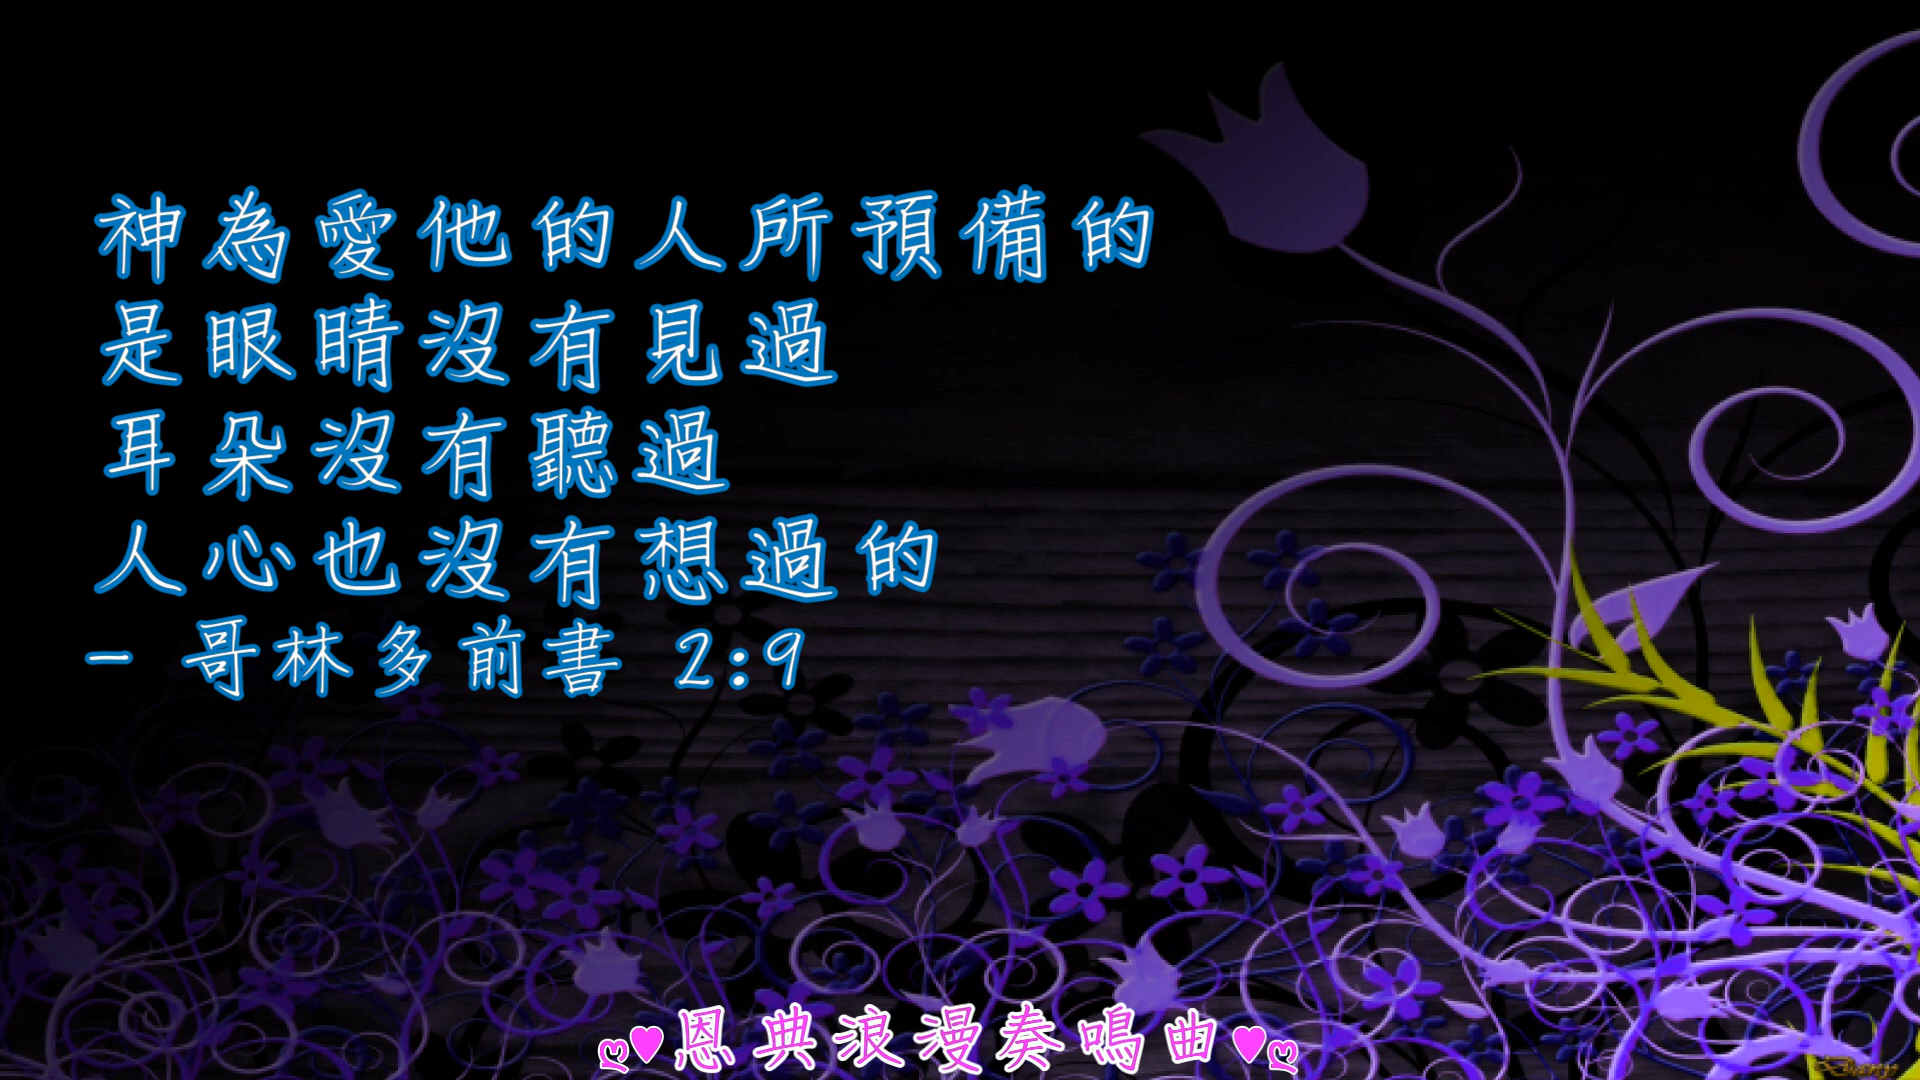 神為愛他的人所預備的
是眼睛沒有見過
耳朵沒有聽過
人心也沒有想過的
- 哥林多前書 2:9
ღ♥恩典浪漫奏鳴曲♥ღ